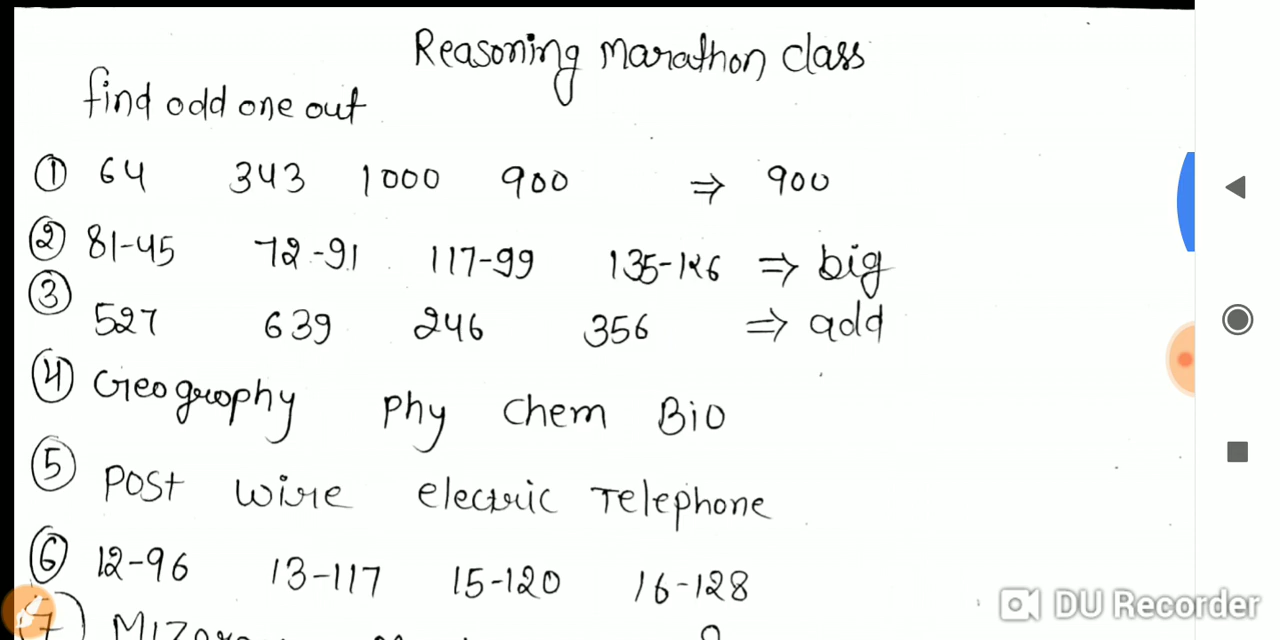 Reasoning Marathon class
find odd one out
① 64 343 1000 900 ⇒ 900
② 81-45 72-91 117-99 135-126 ⇒ big
③ 527 639 246 356 ⇒ add
④ Geography Phy Chem Bio
⑤ Post wire electric Telephone
⑥ 12-96 13-117 15-120 16-128
DU Recorder